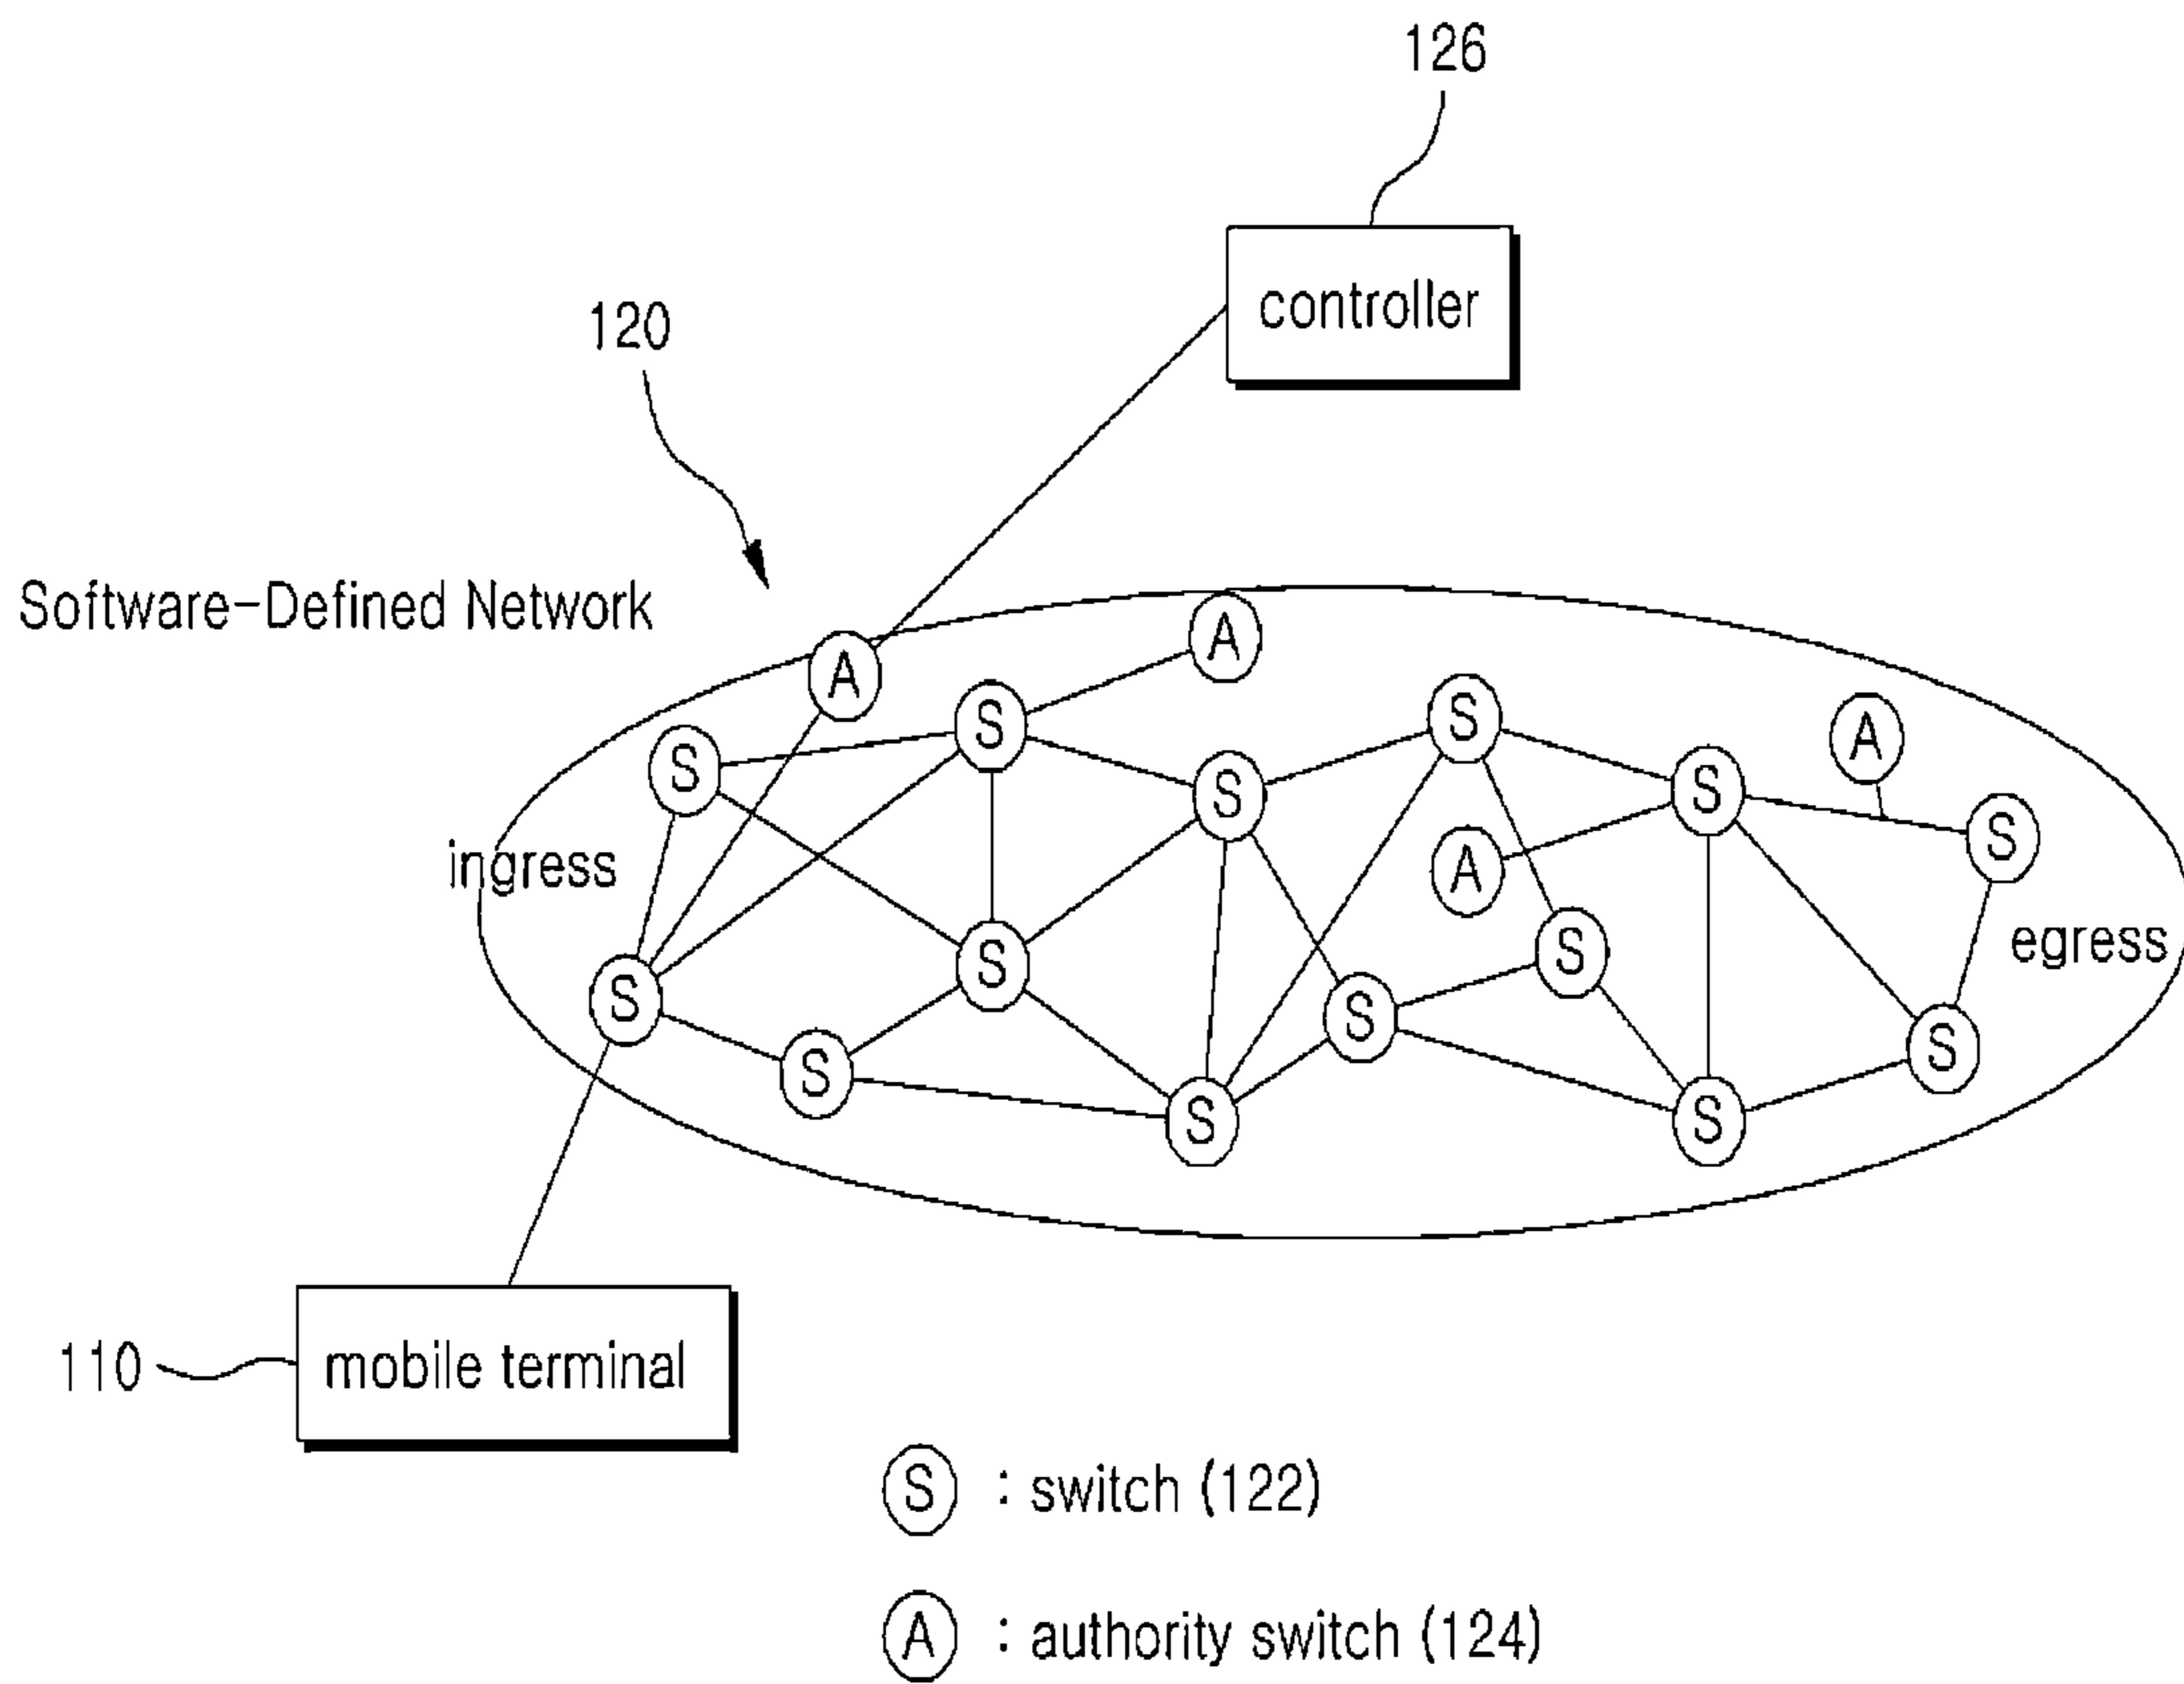 126
controller
120
Software-Defined Network
A
A
S
S
S
A
S
S
S
A
S
ingress
S
S
egress
S
S
S
S
S
S
S
110
mobile terminal
S : switch (122)
A : authority switch (124)